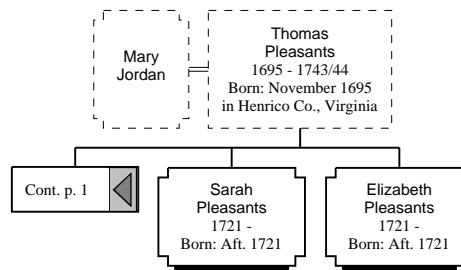 Mary
Jordan
Thomas
Pleasants
1695 - 1743/44
Born: November 1695
in Henrico Co., Virginia
Cont. p. 1
Sarah
Pleasants
1721 -
Born: Aft. 1721
Elizabeth
Pleasants
1721 -
Born: Aft. 1721